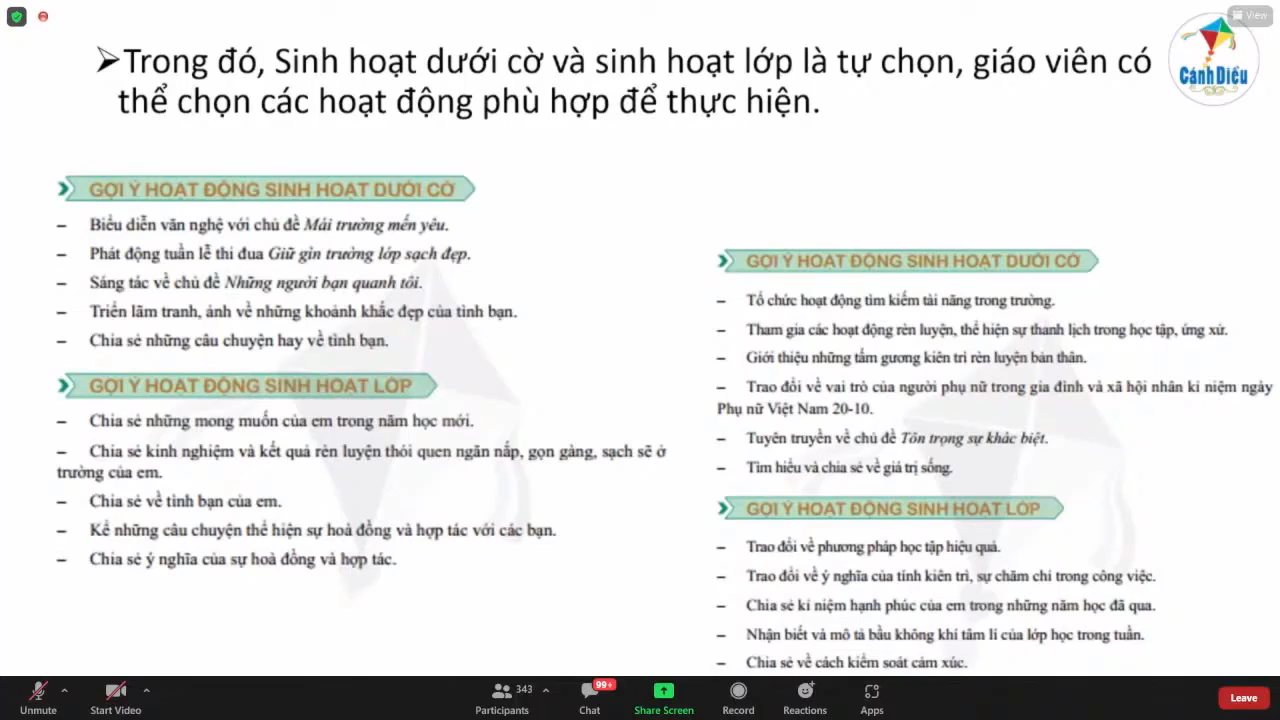 View
➢Trong đó, Sinh hoạt dưới cờ và sinh hoạt lớp là tự chọn, giáo viên có
thể chọn các hoạt động phù hợp để thực hiện.
Cánh Diều
GỢI Ý HOẠT ĐỘNG SINH HOẠT DƯỚI CỜ
– Biểu diễn văn nghệ với chủ đề Mái trường mến yêu.
– Phát động tuần lễ thi đua Giữ gìn trường lớp sạch đẹp.
– Sáng tác về chủ đề Những người bạn quanh tôi.
– Triển lãm tranh, ảnh về những khoảnh khắc đẹp của tình bạn.
– Chia sẻ những câu chuyện hay về tình bạn.
GỢI Ý HOẠT ĐỘNG SINH HOẠT LỚP
– Chia sẻ những mong muốn của em trong năm học mới.
– Chia sẻ kinh nghiệm và kết quả rèn luyện thói quen ngăn nắp, gọn gàng, sạch sẽ ở
trường của em.
– Chia sẻ về tình bạn của em.
– Kể những câu chuyện thể hiện sự hoà đồng và hợp tác với các bạn.
– Chia sẻ ý nghĩa của sự hoà đồng và hợp tác.
GỢI Ý HOẠT ĐỘNG SINH HOẠT DƯỚI CỜ
– Tổ chức hoạt động tìm kiếm tài năng trong trường.
– Tham gia các hoạt động rèn luyện, thể hiện sự thanh lịch trong học tập, ứng xử.
– Giới thiệu những tấm gương kiên trì rèn luyện bản thân.
– Trao đổi về vai trò của người phụ nữ trong gia đình và xã hội nhân kỉ niệm ngày
Phụ nữ Việt Nam 20-10.
– Tuyên truyền về chủ đề Tôn trọng sự khác biệt.
– Tìm hiểu và chia sẻ về giá trị sống.
GỢI Ý HOẠT ĐỘNG SINH HOẠT LỚP
– Trao đổi về phương pháp học tập hiệu quả.
– Trao đổi về ý nghĩa của tính kiên trì, sự chăm chỉ trong công việc.
– Chia sẻ kỉ niệm hạnh phúc của em trong những năm học đã qua.
– Nhận biết và mô tả bầu không khí tâm lí của lớp học trong tuần.
– Chia sẻ về cách kiểm soát cảm xúc.
343
99+
Unmute Start Video Participants Chat Share Screen Record Reactions Apps Leave